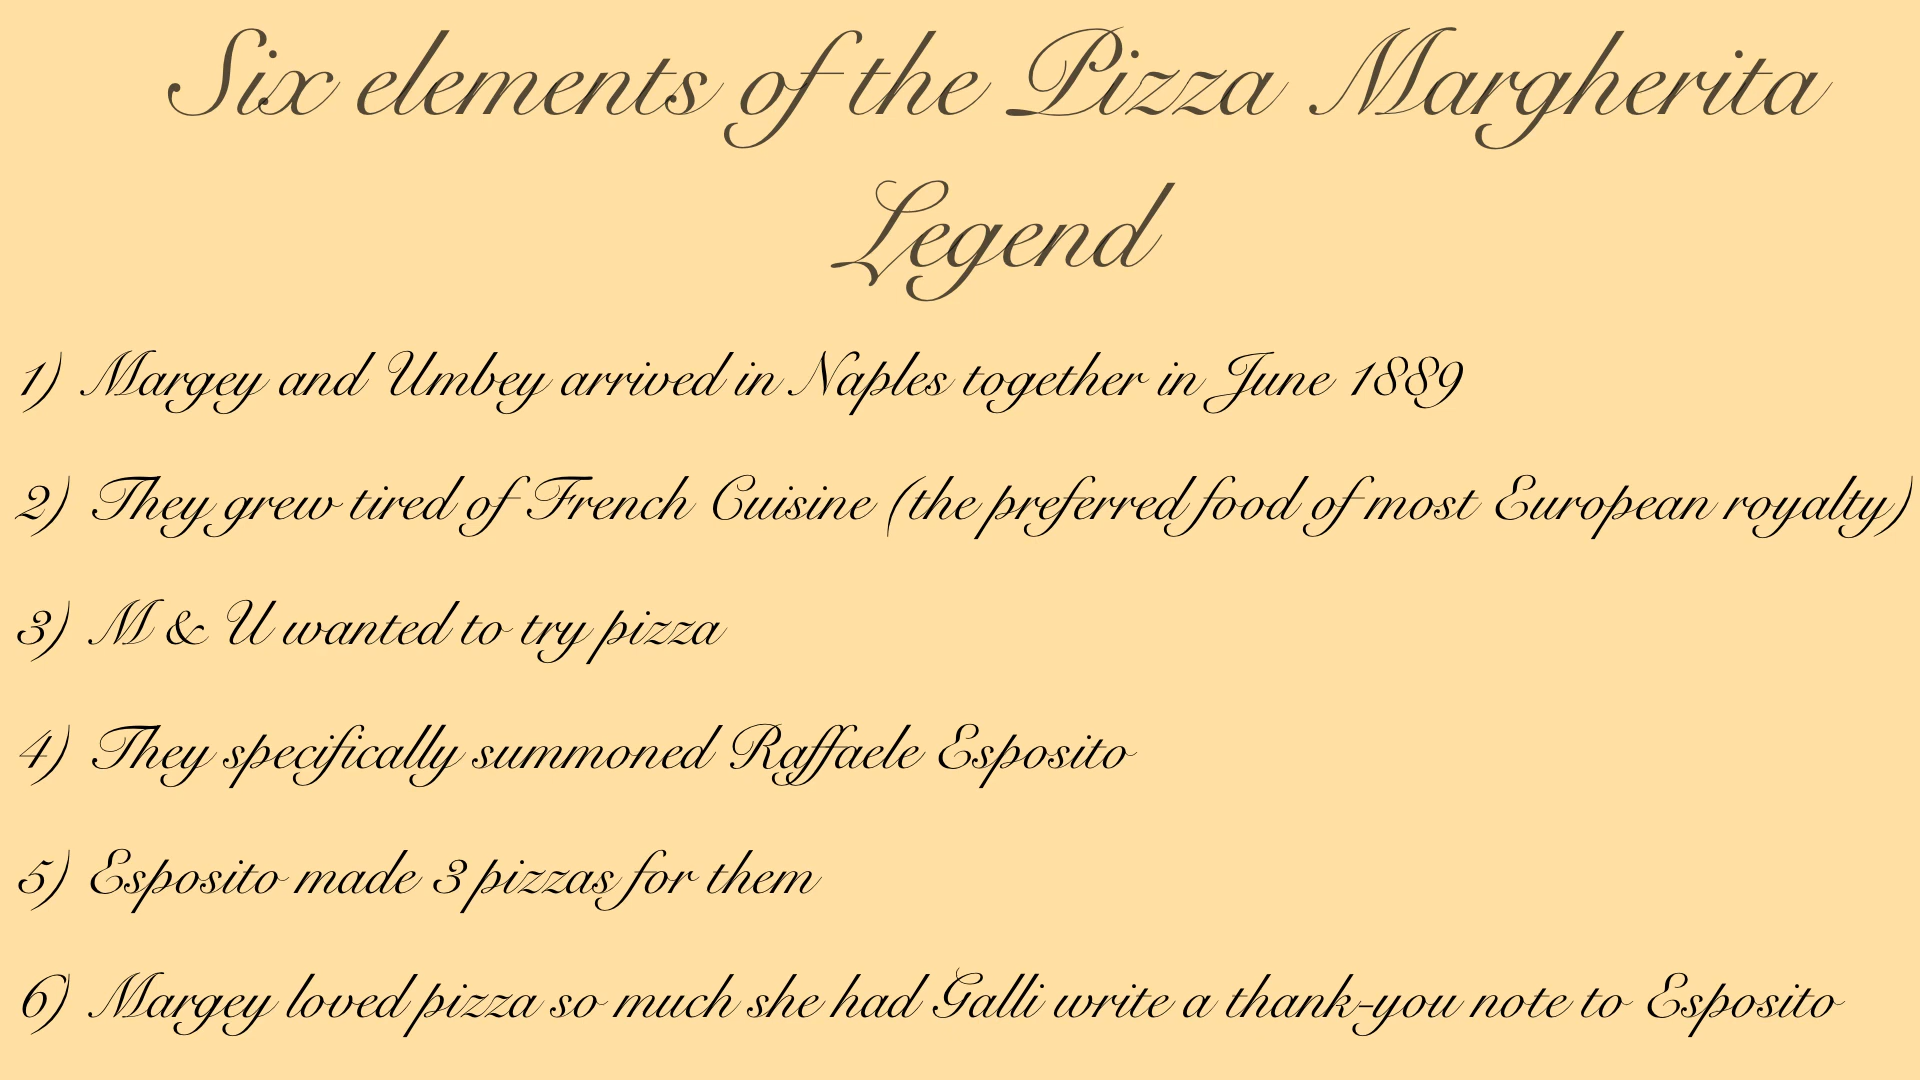 Six elements of the Pizza Margherita
Legend
1) Margey and Umbey arrived in Naples together in June 1889
2) They grew tired of French Cuisine (the preferred food of most European royalty)
3) M & U wanted to try pizza
4) They specifically summoned Raffaele Esposito
5) Esposito made 3 pizzas for them
6) Margey loved pizza so much she had Galli write a thank-you note to Esposito